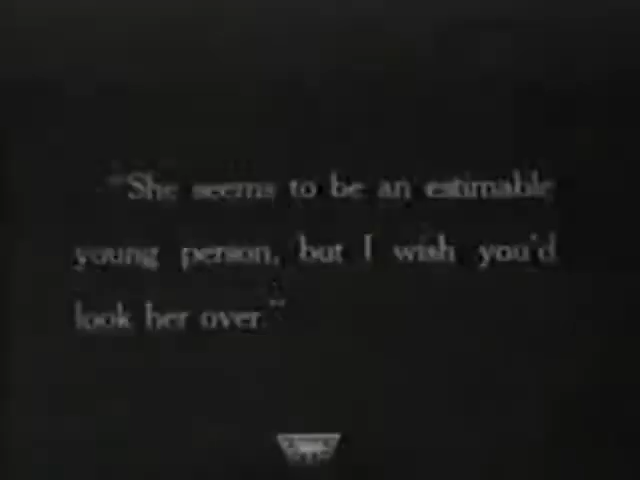 "She seems to be an estimable
young person, but I wish you'd
look her over."